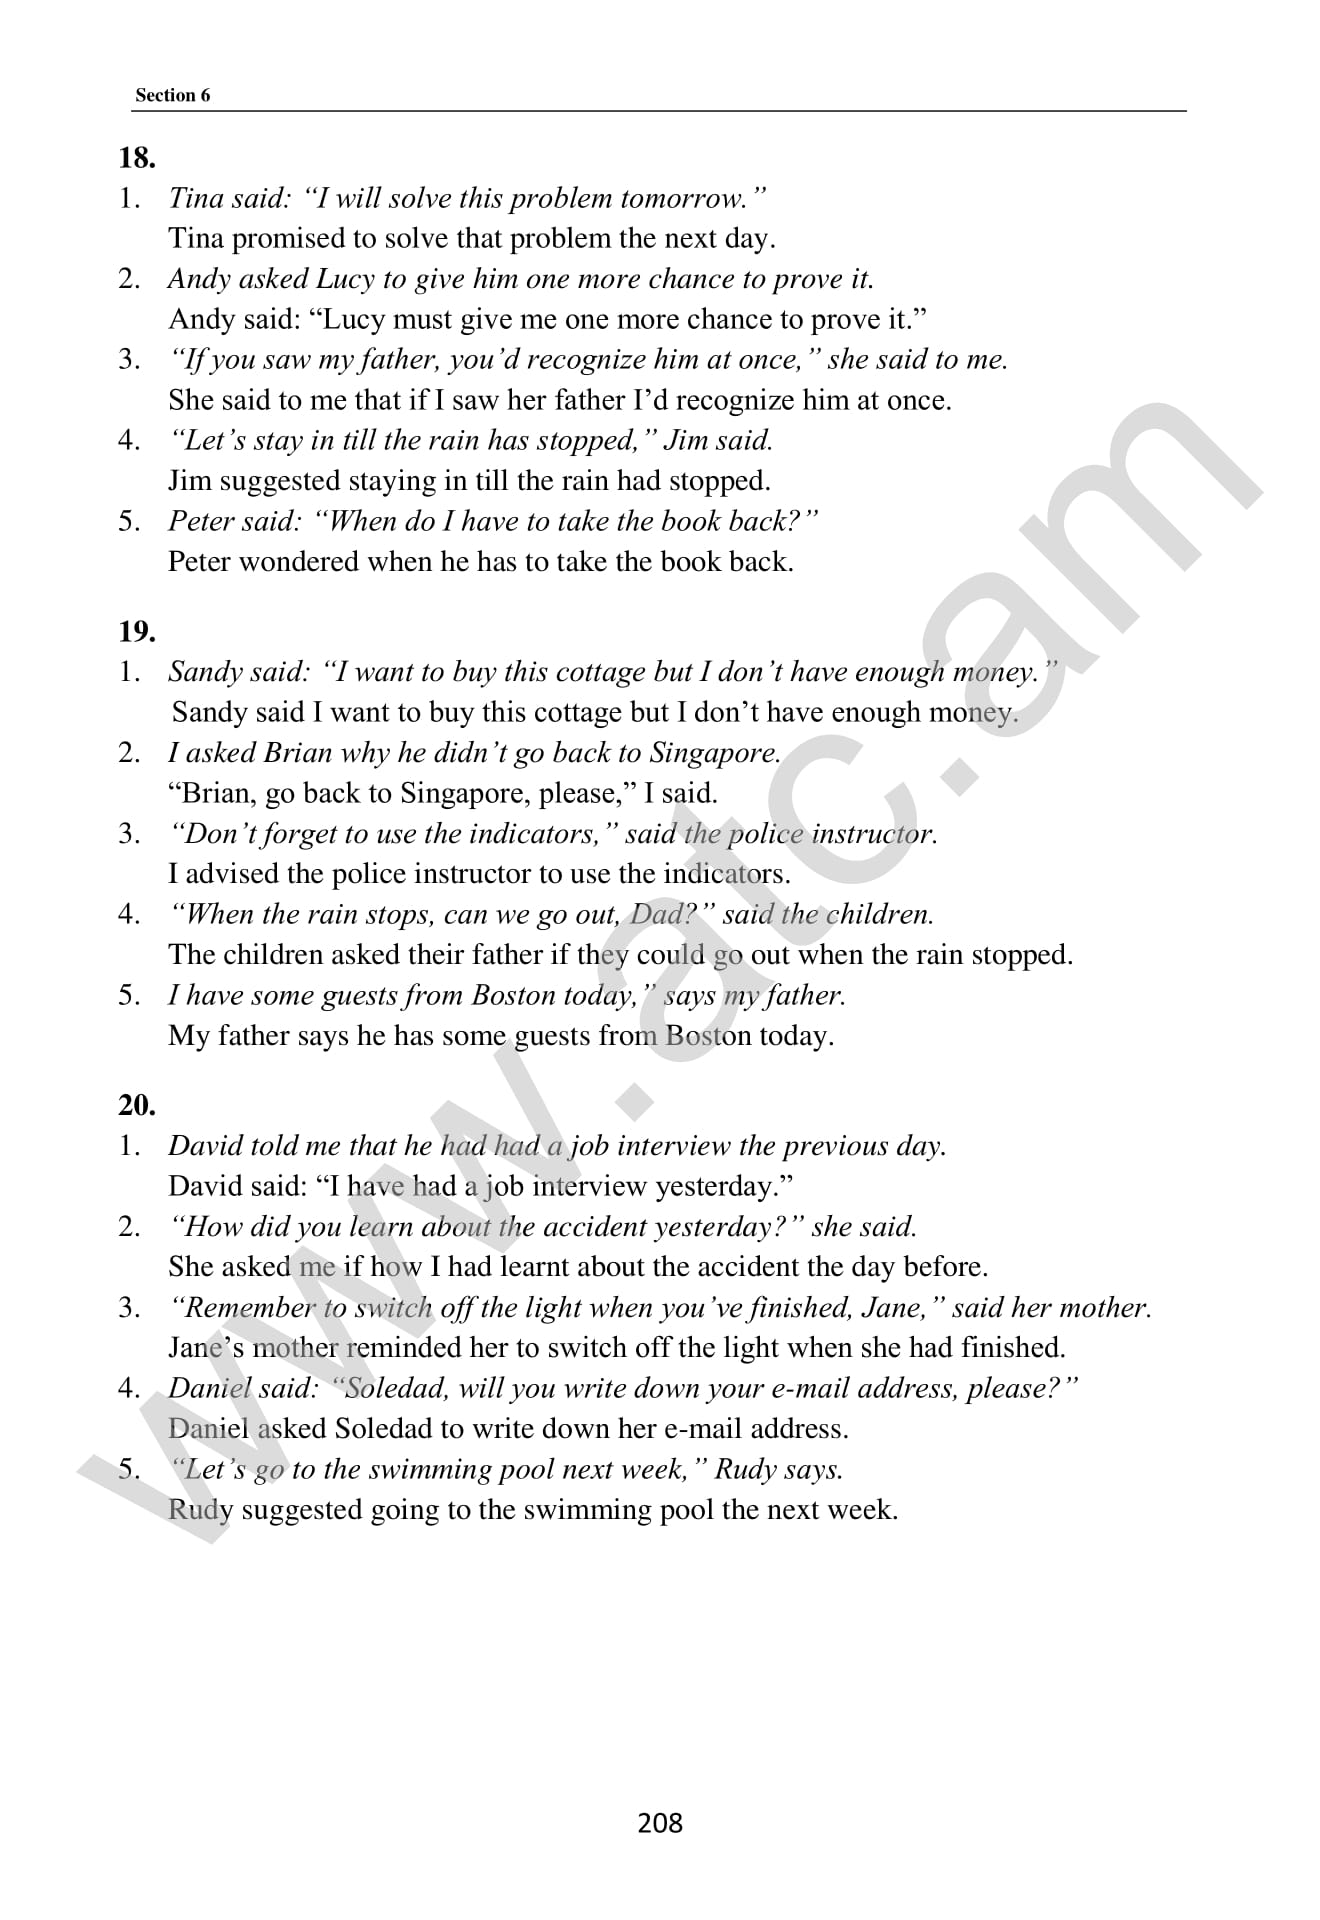 Section 6
18.
1. Tina said: “I will solve this problem tomorrow.”
Tina promised to solve that problem the next day.
2. Andy asked Lucy to give him one more chance to prove it.
Andy said: “Lucy must give me one more chance to prove it.”
3. “If you saw my father, you’d recognize him at once,” she said to me.
She said to me that if I saw her father I’d recognize him at once.
4. “Let’s stay in till the rain has stopped,” Jim said.
Jim suggested staying in till the rain had stopped.
5. Peter said: “When do I have to take the book back?”
Peter wondered when he has to take the book back.
19.
1. Sandy said: “I want to buy this cottage but I don’t have enough money.”
Sandy said I want to buy this cottage but I don’t have enough money.
2. I asked Brian why he didn’t go back to Singapore.
“Brian, go back to Singapore, please,” I said.
3. “Don’t forget to use the indicators,” said the police instructor.
I advised the police instructor to use the indicators.
4. “When the rain stops, can we go out, Dad?” said the children.
The children asked their father if they could go out when the rain stopped.
5. I have some guests from Boston today,” says my father.
My father says he has some guests from Boston today.
20.
1. David told me that he had had a job interview the previous day.
David said: “I have had a job interview yesterday.”
2. “How did you learn about the accident yesterday?” she said.
She asked me if how I had learnt about the accident the day before.
3. “Remember to switch off the light when you’ve finished, Jane,” said her mother.
Jane’s mother reminded her to switch off the light when she had finished.
4. Daniel said: “Soledad, will you write down your e-mail address, please?”
Daniel asked Soledad to write down her e-mail address.
5. “Let’s go to the swimming pool next week,” Rudy says.
Rudy suggested going to the swimming pool the next week.
208
www.atc.am